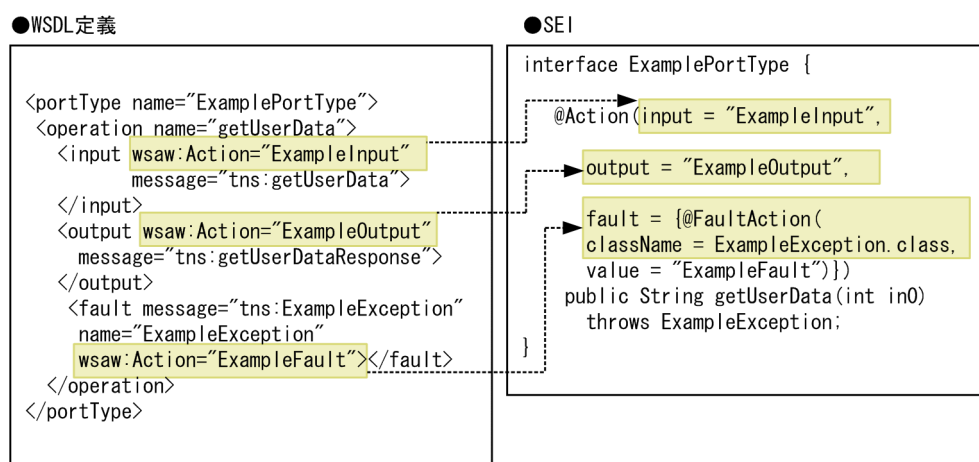 ●WSDL定義
<portType name="ExamplePortType">
<operation name="getUserData">
<input wsaw:Action="ExampleInput"
message="tns:getUserData">
</input>
<output wsaw:Action="ExampleOutput"
message="tns:getUserDataResponse">
</output>
<fault message="tns:ExampleException"
name="ExampleException"
wsaw:Action="ExampleFault"></fault>
</operation>
</portType>
●SEI
interface ExamplePortType {
@Action(input = "ExampleInput",
output = "ExampleOutput",
fault = {@FaultAction(
className = ExampleException.class,
value = "ExampleFault")})
public String getUserData(int in0)
throws ExampleException;
}